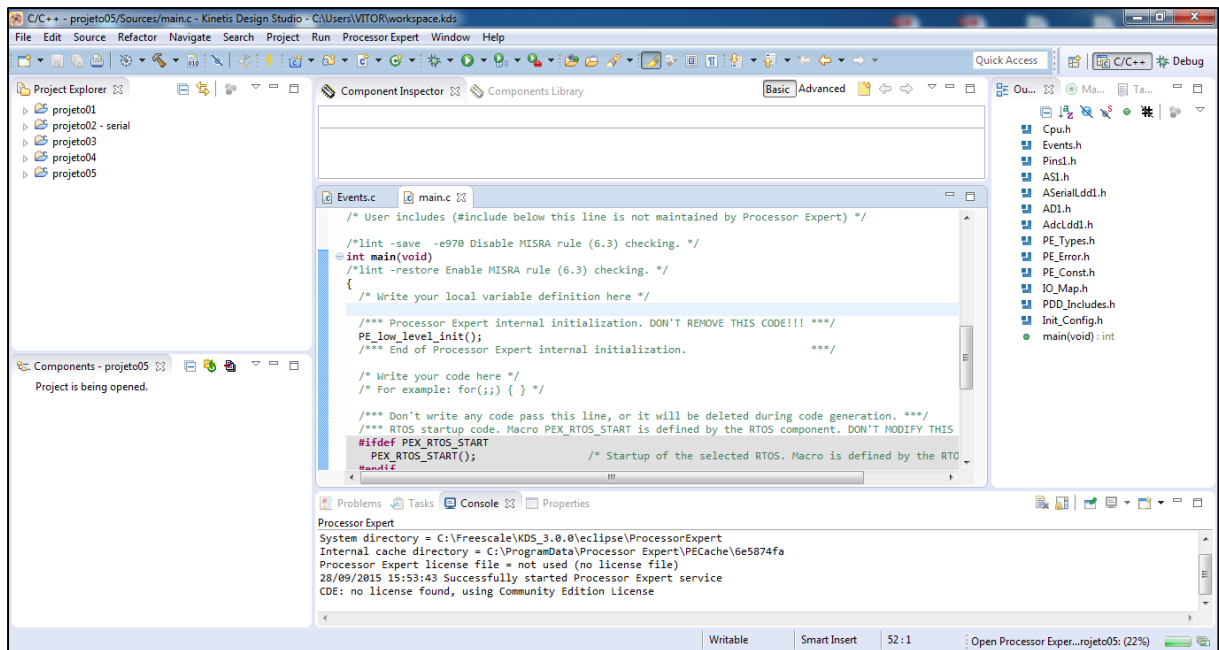 C/C++ - projeto05/Sources/main.c - Kinetis Design Studio - C:\Users\VITOR\workspace.kds
File Edit Source Refactor Navigate Search Project Run Processor Expert Window Help
Quick Access C/C++ Debug
Project Explorer
projeto01
projeto02 - serial
projeto03
projeto04
projeto05
Components - projeto05
Project is being opened.
Component Inspector Components Library Basic Advanced
Events.c main.c
/* User includes (#include below this line is not maintained by Processor Expert) */
/*lint -save -e970 Disable MISRA rule (6.3) checking. */
int main(void)
/*lint -restore Enable MISRA rule (6.3) checking. */
{
/* Write your local variable definition here */
/*** Processor Expert internal initialization. DON'T REMOVE THIS CODE!!! ***/
PE_low_level_init();
/*** End of Processor Expert internal initialization. ***/
/* Write your code here */
/* For example: for(;;) { } */
/*** Don't write any code pass this line, or it will be deleted during code generation. ***/
/*** RTOS startup code. Macro PEX_RTOS_START is defined by the RTOS component. DON'T MODIFY THIS
#ifdef PEX_RTOS_START
PEX_RTOS_START(); /* Startup of the selected RTOS. Macro is defined by the RTO
#endif
Ou... Ma... Ta...
Cpu.h
Events.h
Pins1.h
AS1.h
ASerialLdd1.h
AD1.h
AdcLdd1.h
PE_Types.h
PE_Error.h
PE_Const.h
IO_Map.h
PDD_Includes.h
Init_Config.h
main(void) : int
Problems Tasks Console Properties
Processor Expert
System directory = C:\Freescale\KDS_3.0.0\eclipse\ProcessorExpert
Internal cache directory = C:\ProgramData\Processor Expert\PECache\6e5874fa
Processor Expert license file = not used (no license file)
28/09/2015 15:53:43 Successfully started Processor Expert service
CDE: no license found, using Community Edition License
Writable Smart Insert 52 : 1 Open Processor Exper...rojeto05: (22%)